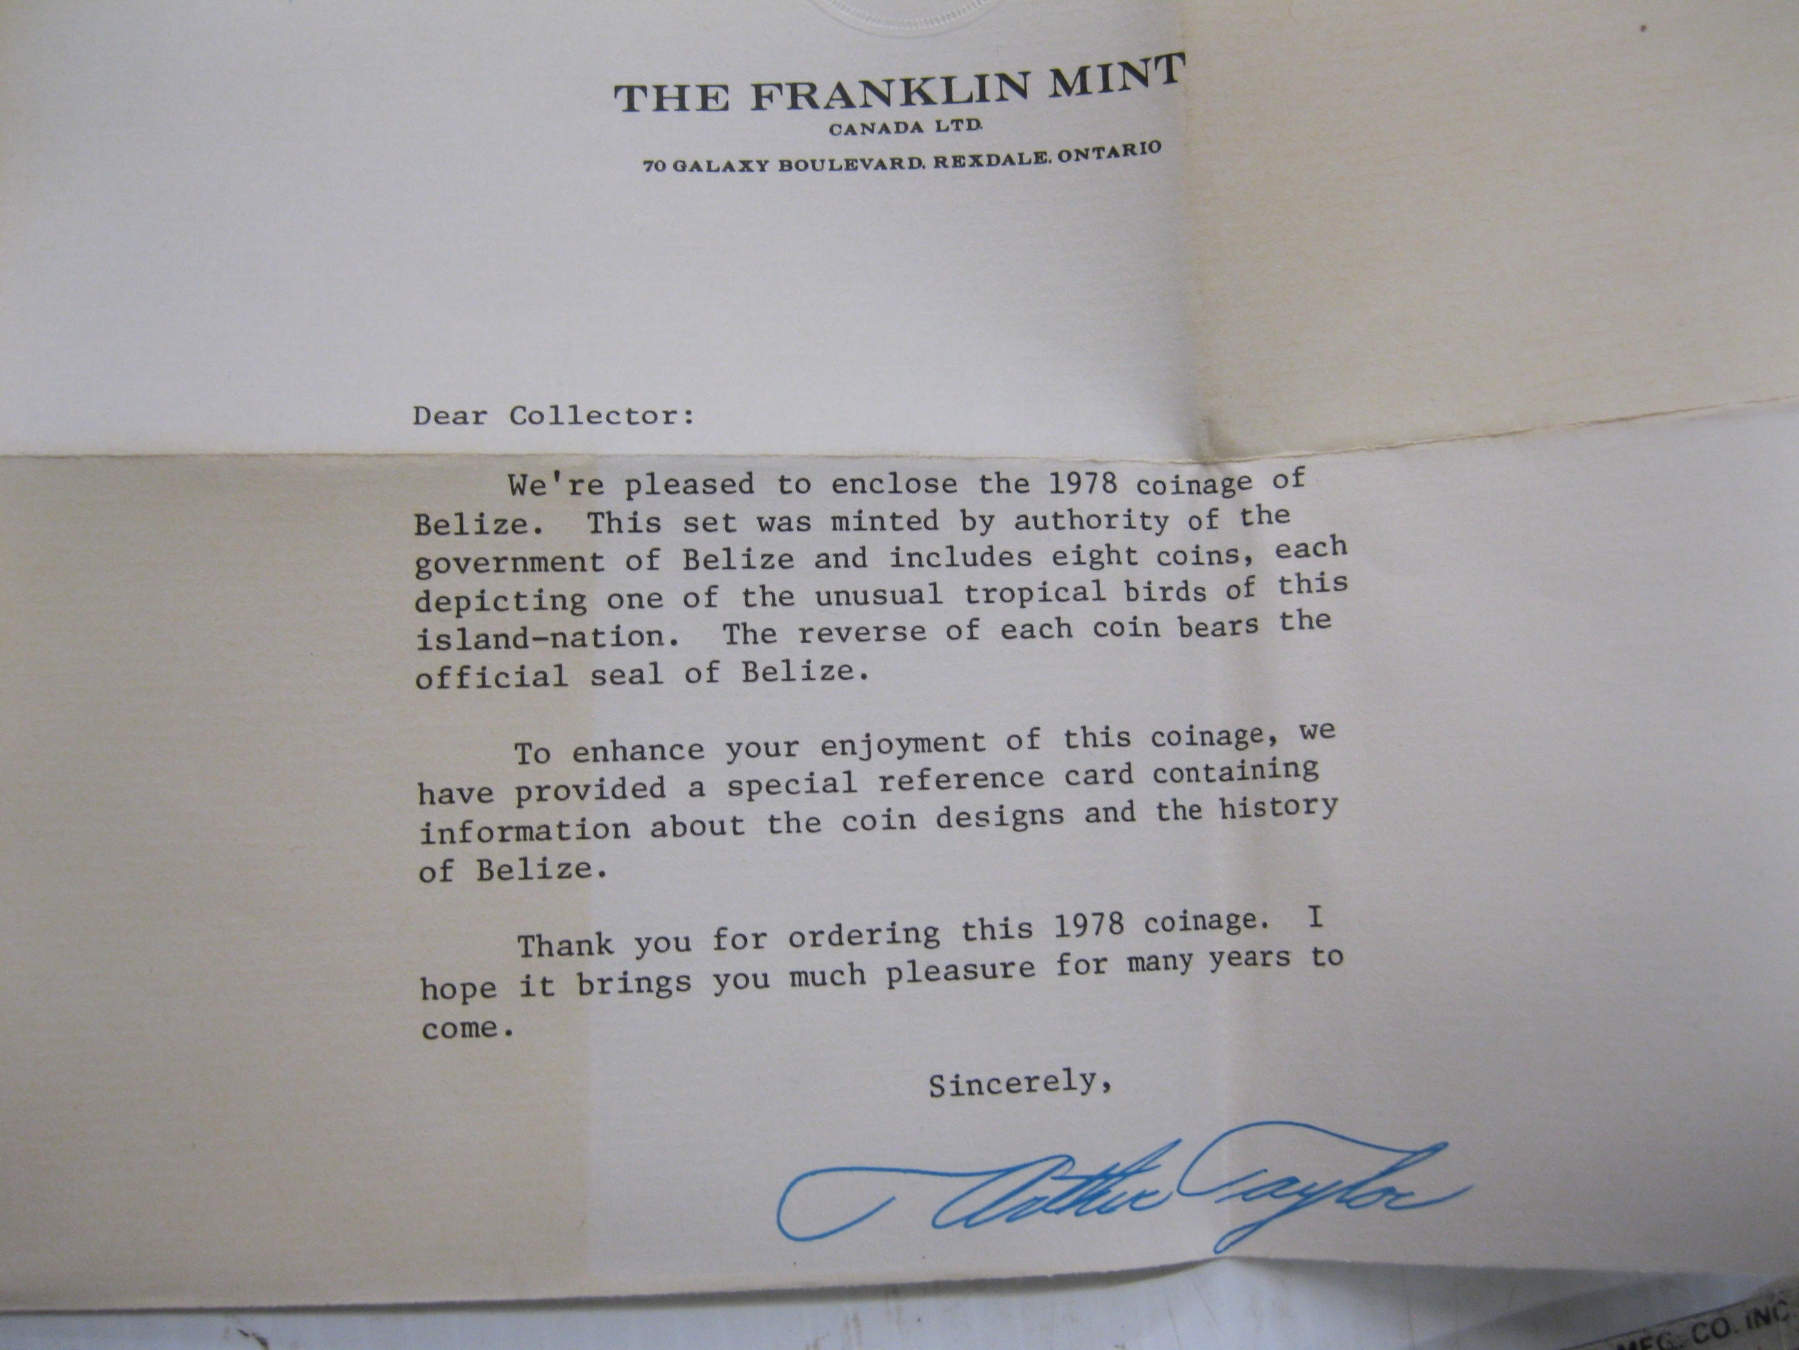 THE FRANKLIN MINT
CANADA LTD.
70 GALAXY BOULEVARD, REXDALE, ONTARIO
Dear Collector:
We're pleased to enclose the 1978 coinage of
Belize. This set was minted by authority of the
government of Belize and includes eight coins, each
depicting one of the unusual tropical birds of this
island-nation. The reverse of each coin bears the
official seal of Belize.
To enhance your enjoyment of this coinage, we
have provided a special reference card containing
information about the coin designs and the history
of Belize.
Thank you for ordering this 1978 coinage. I
hope it brings you much pleasure for many years to
come.
Sincerely,
Arthur Taylor
MFG. CO. INC.